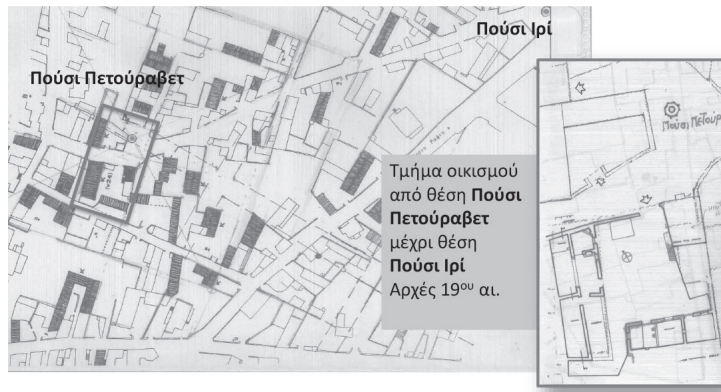 Πούσι Ιρί
Πούσι Πετούραβετ
Τμήμα οικισμού
από θέση Πούσι
Πετούραβετ
μέχρι θέση
Πούσι Ιρί
Αρχές 19ου αι.
Πούσι Πετούρ